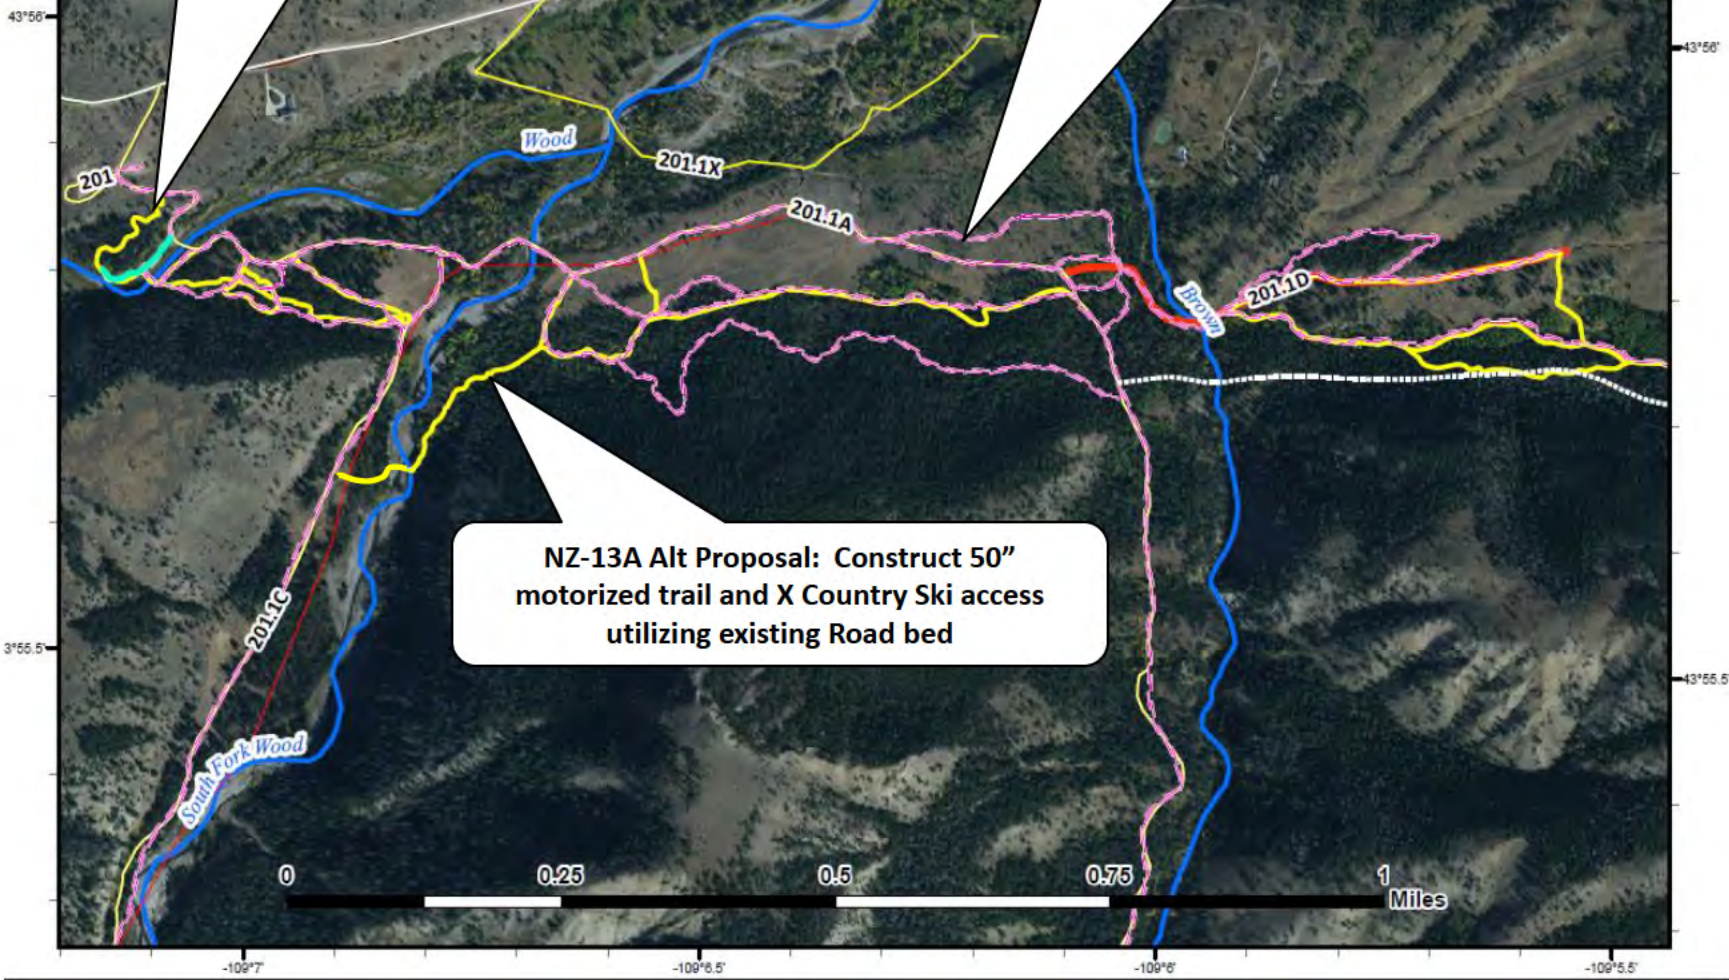 43°56'
43°56'
Wood
201.1X
201
201.1A
201.1D
Brown
NZ-13A Alt Proposal: Construct 50”
motorized trail and X Country Ski access
utilizing existing Road bed
201.1C
3°55.5'
43°55.5'
South Fork Wood
0 0.25 0.5 0.75 1
Miles
-109°7' -109°6.5' -109°6' -109°5.5'